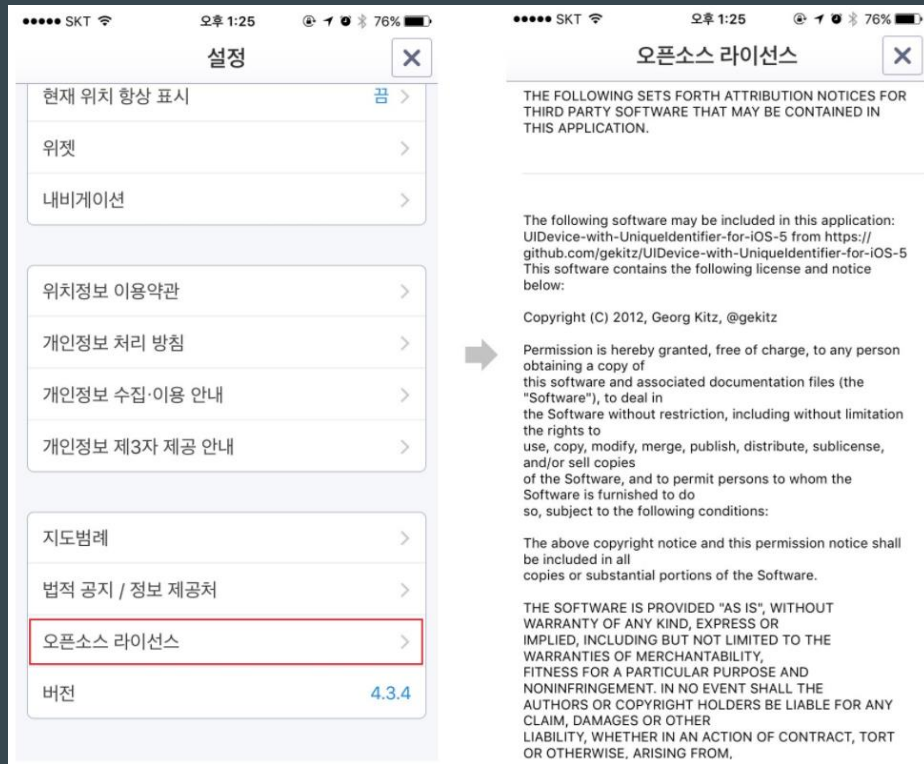 SKT 오후 1:25 76%
설정
현재 위치 항상 표시 끔
위젯
내비게이션
위치정보 이용약관
개인정보 처리 방침
개인정보 수집·이용 안내
개인정보 제3자 제공 안내
지도범례
법적 공지 / 정보 제공처
오픈소스 라이선스
버전 4.3.4
SKT 오후 1:25 76%
오픈소스 라이선스
THE FOLLOWING SETS FORTH ATTRIBUTION NOTICES FOR
THIRD PARTY SOFTWARE THAT MAY BE CONTAINED IN
THIS APPLICATION.
The following software may be included in this application:
UIDevice-with-UniqueIdentifier-for-iOS-5 from https://
github.com/gekitz/UIDevice-with-UniqueIdentifier-for-iOS-5
This software contains the following license and notice
below:
Copyright (C) 2012, Georg Kitz, @gekitz
Permission is hereby granted, free of charge, to any person
obtaining a copy of
this software and associated documentation files (the
"Software"), to deal in
the Software without restriction, including without limitation
the rights to
use, copy, modify, merge, publish, distribute, sublicense,
and/or sell copies
of the Software, and to permit persons to whom the
Software is furnished to do
so, subject to the following conditions:
The above copyright notice and this permission notice shall
be included in all
copies or substantial portions of the Software.
THE SOFTWARE IS PROVIDED "AS IS", WITHOUT
WARRANTY OF ANY KIND, EXPRESS OR
IMPLIED, INCLUDING BUT NOT LIMITED TO THE
WARRANTIES OF MERCHANTABILITY,
FITNESS FOR A PARTICULAR PURPOSE AND
NONINFRINGEMENT. IN NO EVENT SHALL THE
AUTHORS OR COPYRIGHT HOLDERS BE LIABLE FOR ANY
CLAIM, DAMAGES OR OTHER
LIABILITY, WHETHER IN AN ACTION OF CONTRACT, TORT
OR OTHERWISE, ARISING FROM,